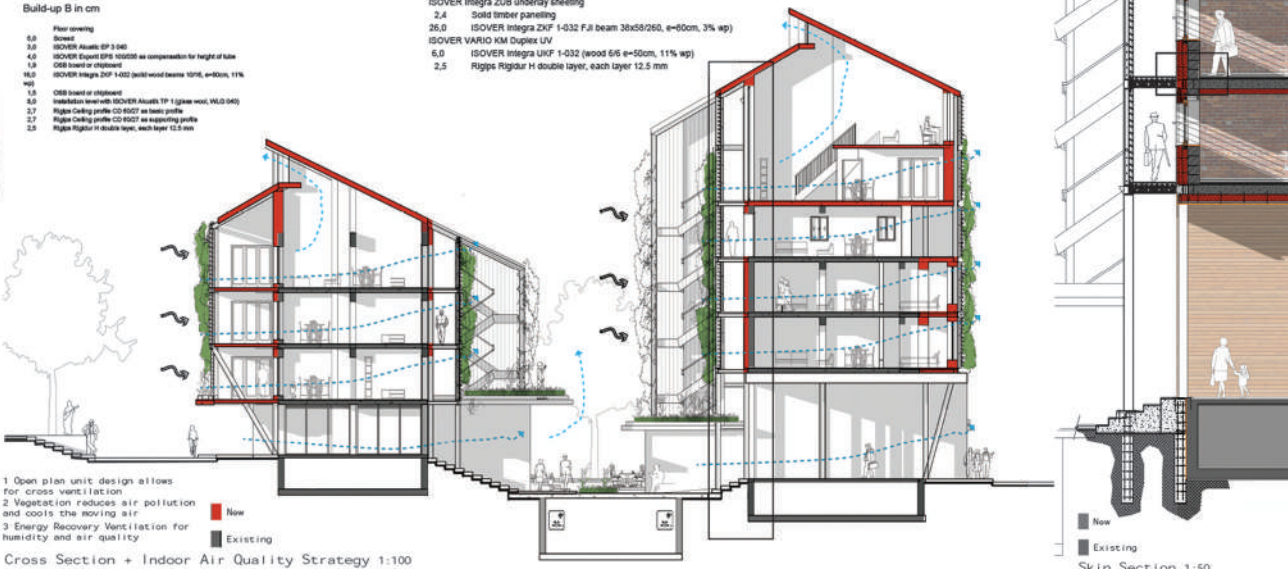 Build-up B in cm
Floor covering
5,0 Screed
3,0 ISOVER Akustic EP 3 040
4,0 ISOVER Exporit EPS 100/035 as compensation for height of tube
1,9 OSB board or chipboard
16,0 ISOVER Integra ZKF 1-032 (solid wood beams 10/16, e=80cm, 11%
wp)
1,5 OSB board or chipboard
5,0 Installation level with ISOVER Akustik TP 1 (glass wool, WLG 040)
2,7 Rigips Ceiling profile CD 60/27 as basic profile
2,7 Rigips Ceiling profile CD 60/27 as supporting profile
2,5 Rigips Rigidur H double layer, each layer 12.5 mm
ISOVER Integra ZUB underlay sheeting
2,4 Solid timber panelling
26,0 ISOVER Integra ZKF 1-032 FJI beam 38x58/260, e=60cm, 3% wp)
ISOVER VARIO KM Duplex UV
6,0 ISOVER Integra UKF 1-032 (wood 6/6 e=50cm, 11% wp)
2,5 Rigips Rigidur H double layer, each layer 12.5 mm
1 Open plan unit design allows
for cross ventilation
2 Vegetation reduces air pollution
and cools the moving air
3 Energy Recovery Ventilation for
humidity and air quality
New
Existing
Cross Section + Indoor Air Quality Strategy 1:100
New
Existing
Skin Section 1:50